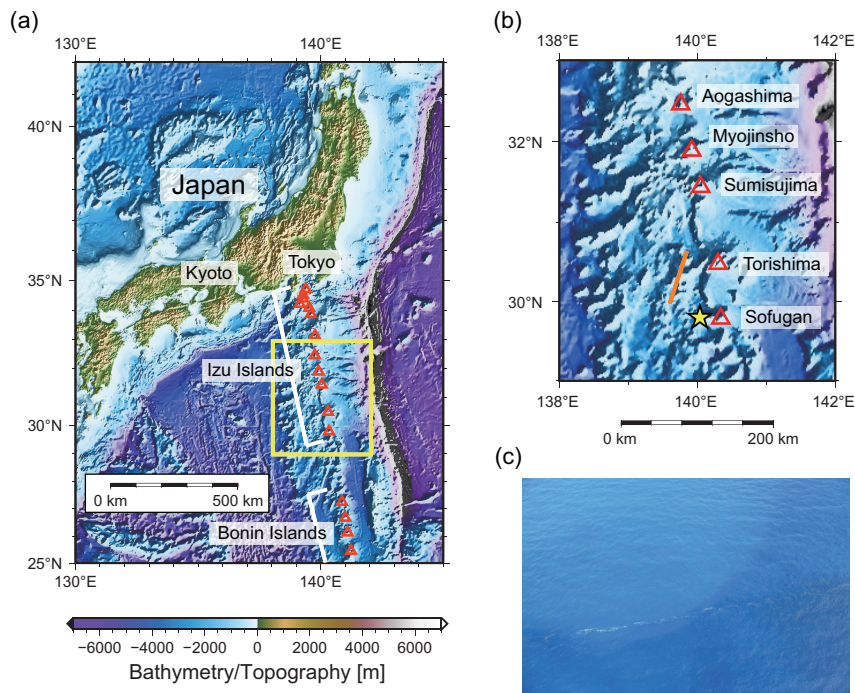 (a)
130°E
140°E
40°N
35°N
30°N
25°N
Japan
Kyoto
Tokyo
Izu Islands
Bonin Islands
0 km
500 km
130°E
140°E
−6000
−4000
−2000
0
2000
4000
6000
Bathymetry/Topography [m]
(b)
138°E
140°E
142°E
32°N
30°N
Aogashima
Myojinsho
Sumisujima
Torishima
Sofugan
138°E
140°E
142°E
0 km
200 km
(c)